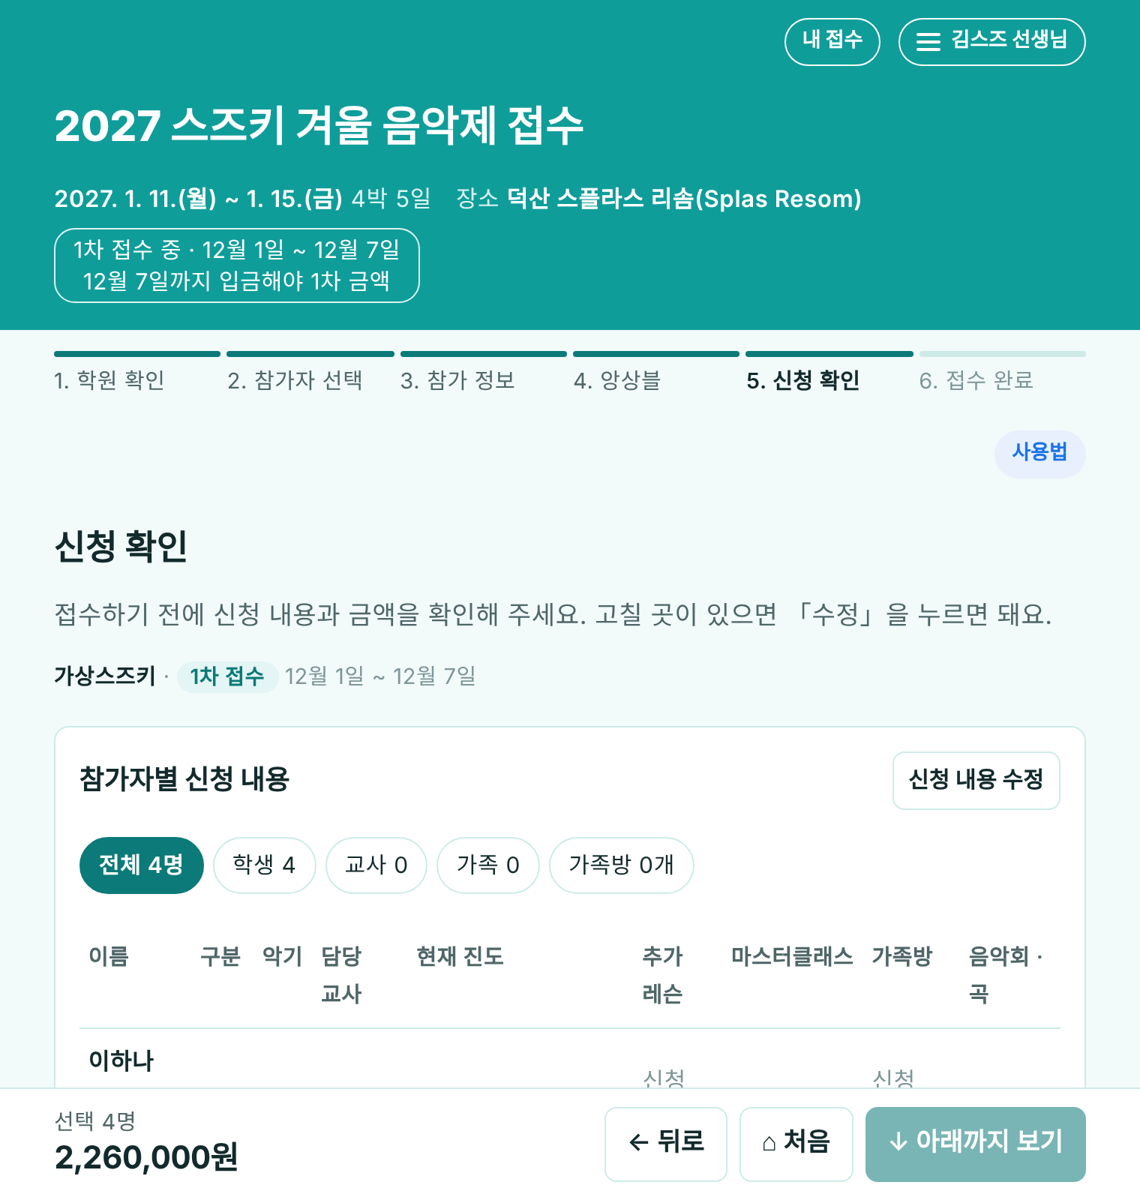 내 접수
김스즈 선생님
2027 스즈키 겨울 음악제 접수
2027. 1. 11.(월) ~ 1. 15.(금) 4박 5일 장소 덕산 스플라스 리솜(Splas Resom)
1차 접수 중 · 12월 1일 ~ 12월 7일
12월 7일까지 입금해야 1차 금액
1. 학원 확인 2. 참가자 선택 3. 참가 정보 4. 앙상블 5. 신청 확인 6. 접수 완료
사용법
신청 확인
접수하기 전에 신청 내용과 금액을 확인해 주세요. 고칠 곳이 있으면 「수정」을 누르면 돼요.
가상스즈키 · 1차 접수 12월 1일 ~ 12월 7일
참가자별 신청 내용
신청 내용 수정
전체 4명 학생 4 교사 0 가족 0 가족방 0개
이름 구분 악기 담당 현재 진도 추가 마스터클래스 가족방 음악회 ·
교사 레슨 곡
이하나
신청 신청
선택 4명
2,260,000원
← 뒤로
⌂ 처음
↓ 아래까지 보기